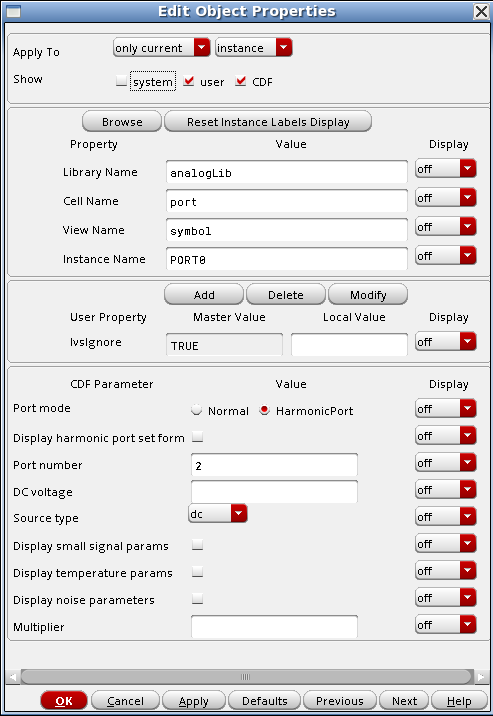 Edit Object Properties
Apply To only current instance
Show system user CDF
Browse Reset Instance Labels Display
Property Value Display
Library Name analogLib off
Cell Name port off
View Name symbol off
Instance Name PORT0 off
Add Delete Modify
User Property Master Value Local Value Display
lvsIgnore TRUE off
CDF Parameter Value Display
Port mode Normal HarmonicPort off
Display harmonic port set form off
Port number 2 off
DC voltage off
Source type dc off
Display small signal params off
Display temperature params off
Display noise parameters off
Multiplier off
OK Cancel Apply Defaults Previous Next Help